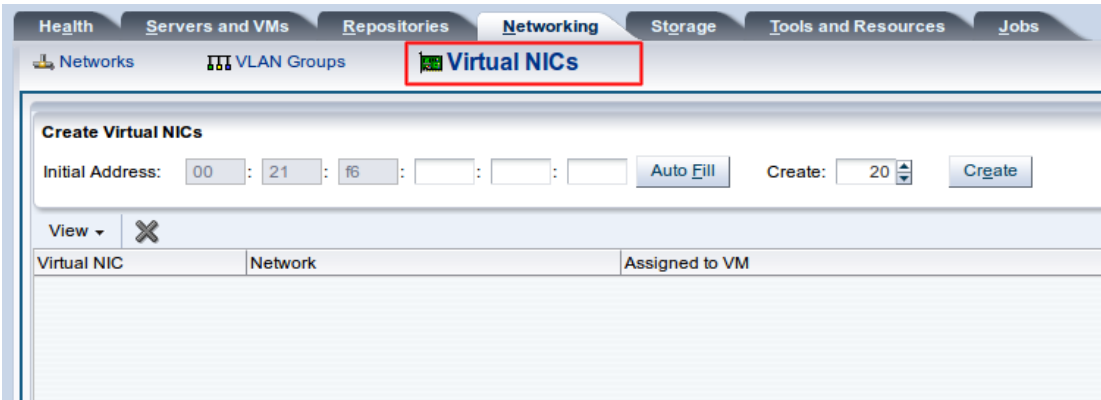 Health Servers and VMs Repositories Networking Storage Tools and Resources Jobs
Networks VLAN Groups Virtual NICs
Create Virtual NICs
Initial Address: 00 : 21 : f6 : : : Auto Fill Create: 20 Create
View
Virtual NIC Network Assigned to VM